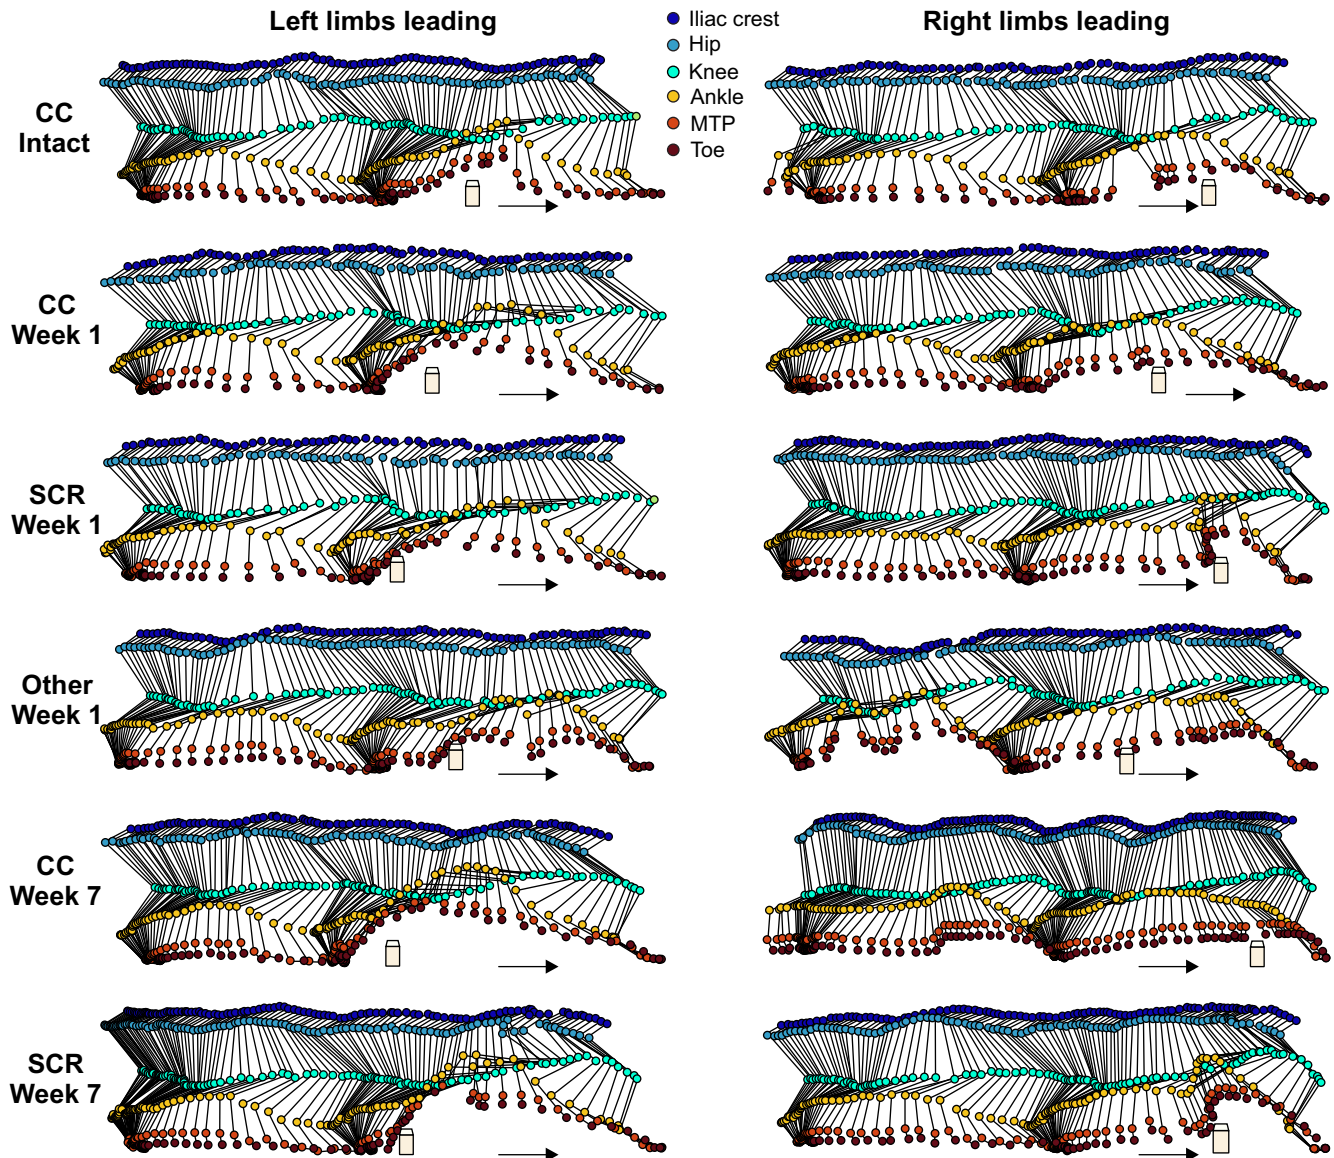 Left limbs leading
Iliac crest
Hip
Knee
Ankle
MTP
Toe
Right limbs leading
CC
Intact
CC
Week 1
SCR
Week 1
Other
Week 1
CC
Week 7
SCR
Week 7